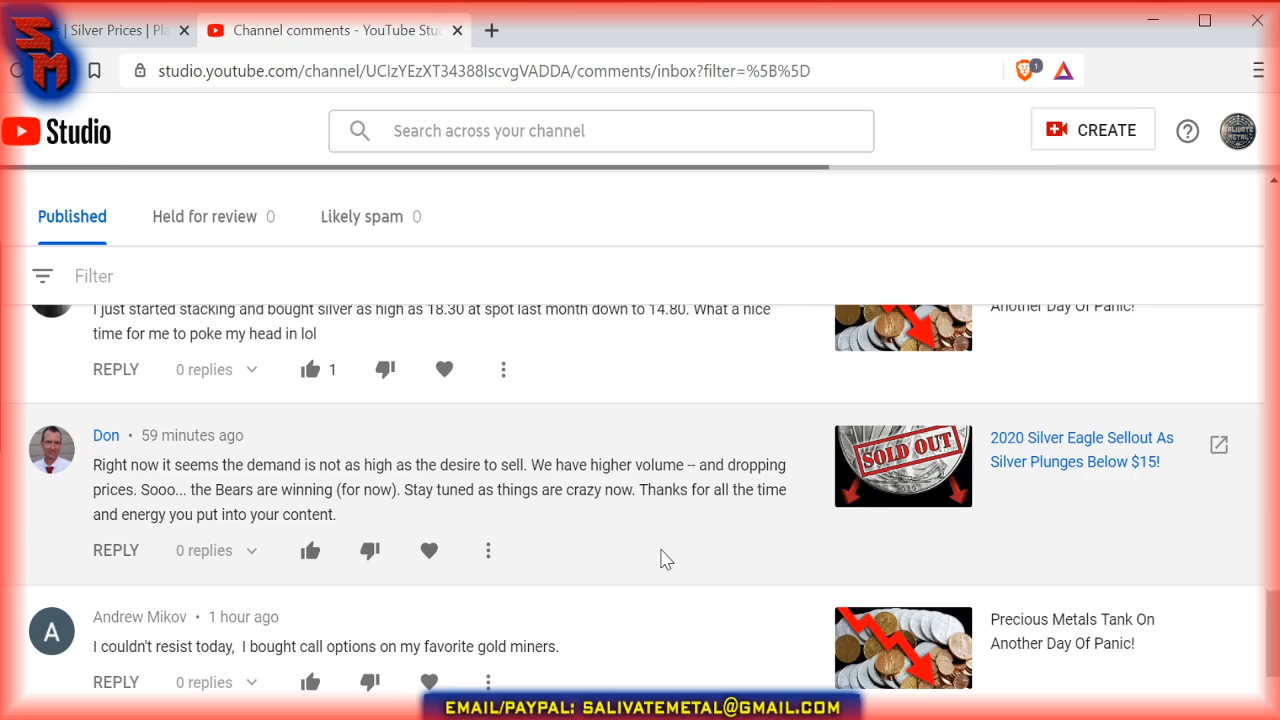 SM
| Silver Prices | Pla
Channel comments - YouTube Stud
studio.youtube.com/channel/UCIzYEzXT34388IscvgVADDA/comments/inbox?filter=%5B%5D
1
Studio
Search across your channel
CREATE
Published
Held for review 0
Likely spam 0
Filter
I just started stacking and bought silver as high as 18.30 at spot last month down to 14.80. What a nice
time for me to poke my head in lol
Another Day Of Panic!
REPLY 0 replies 1
Don • 59 minutes ago
Right now it seems the demand is not as high as the desire to sell. We have higher volume -- and dropping
prices. Sooo... the Bears are winning (for now). Stay tuned as things are crazy now. Thanks for all the time
and energy you put into your content.
SOLD OUT
2020 Silver Eagle Sellout As
Silver Plunges Below $15!
REPLY 0 replies
A
Andrew Mikov • 1 hour ago
I couldn't resist today, I bought call options on my favorite gold miners.
Precious Metals Tank On
Another Day Of Panic!
REPLY 0 replies
EMAIL/PAYPAL: SALIVATEMETAL@GMAIL.COM